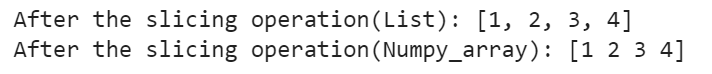 After the slicing operation(List): [1, 2, 3, 4]
After the slicing operation(Numpy_array): [1 2 3 4]